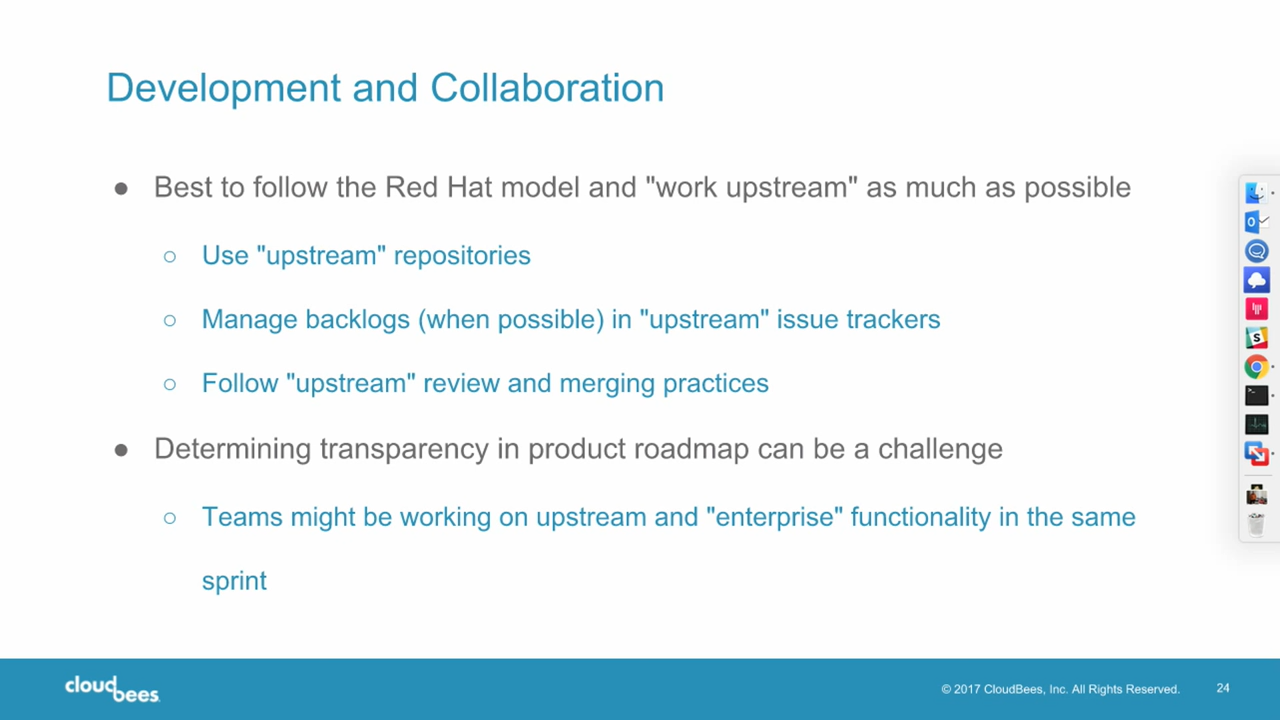 Development and Collaboration
● Best to follow the Red Hat model and "work upstream" as much as possible
○ Use "upstream" repositories
○ Manage backlogs (when possible) in "upstream" issue trackers
○ Follow "upstream" review and merging practices
● Determining transparency in product roadmap can be a challenge
○ Teams might be working on upstream and "enterprise" functionality in the same
sprint
cloudbees
© 2017 CloudBees, Inc. All Rights Reserved. 24